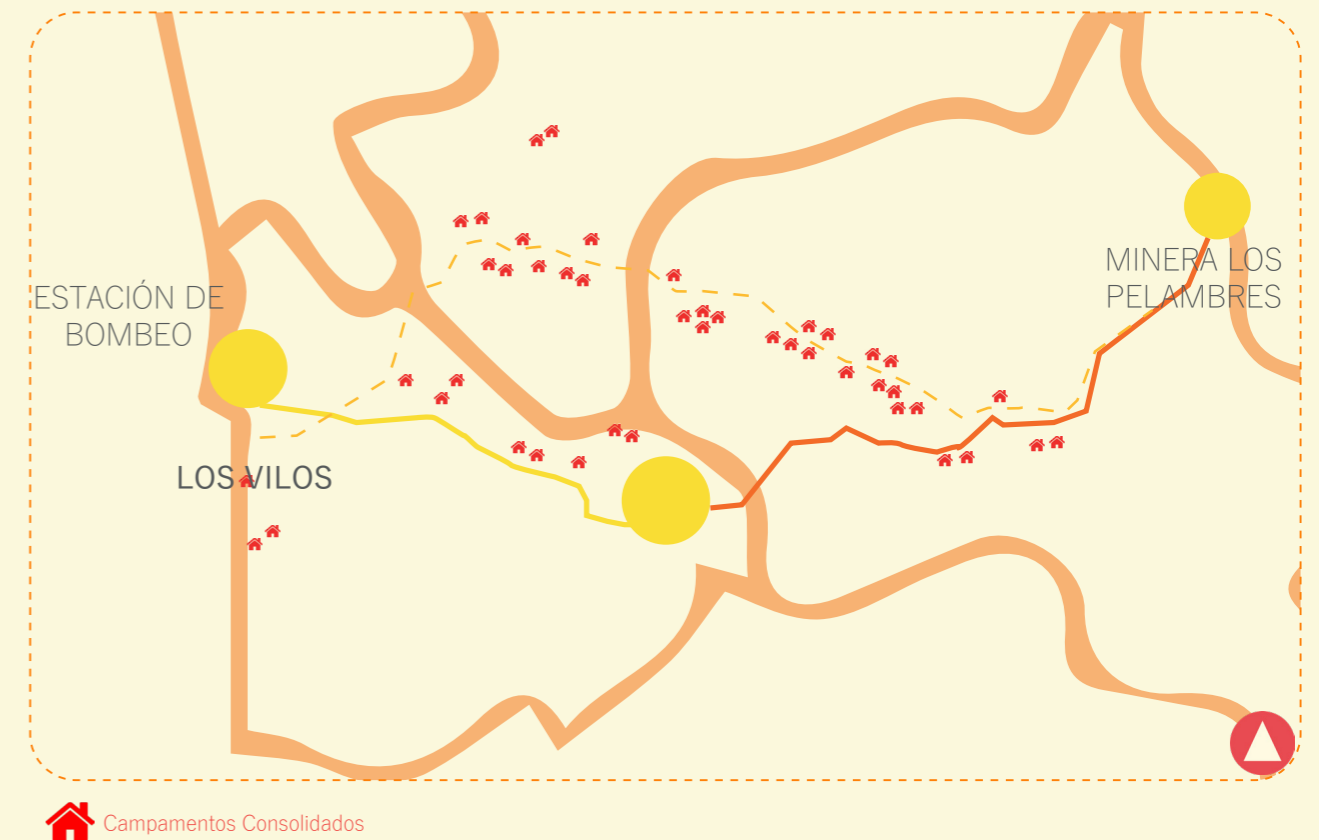 MINERA LOS
PELAMBRES
ESTACIÓN DE
BOMBEO
LOS VILOS
Campamentos Consolidados